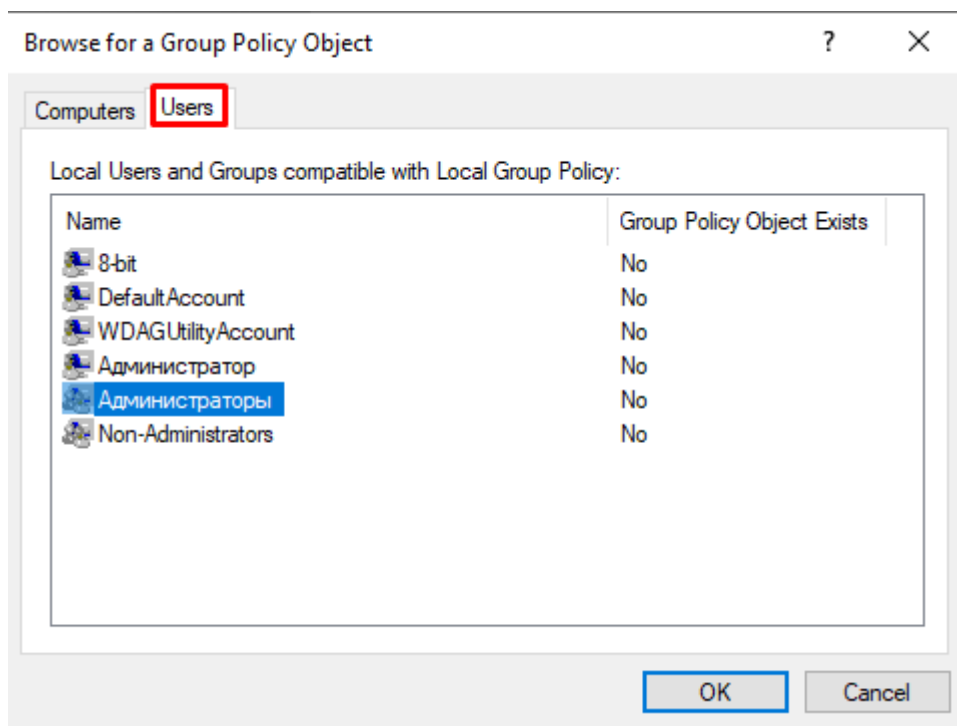 Browse for a Group Policy Object ?
Computers Users
Local Users and Groups compatible with Local Group Policy:
Name Group Policy Object Exists
8-bit No
DefaultAccount No
WDAGUtilityAccount No
Администратор No
Администраторы No
Non-Administrators No
OK Cancel